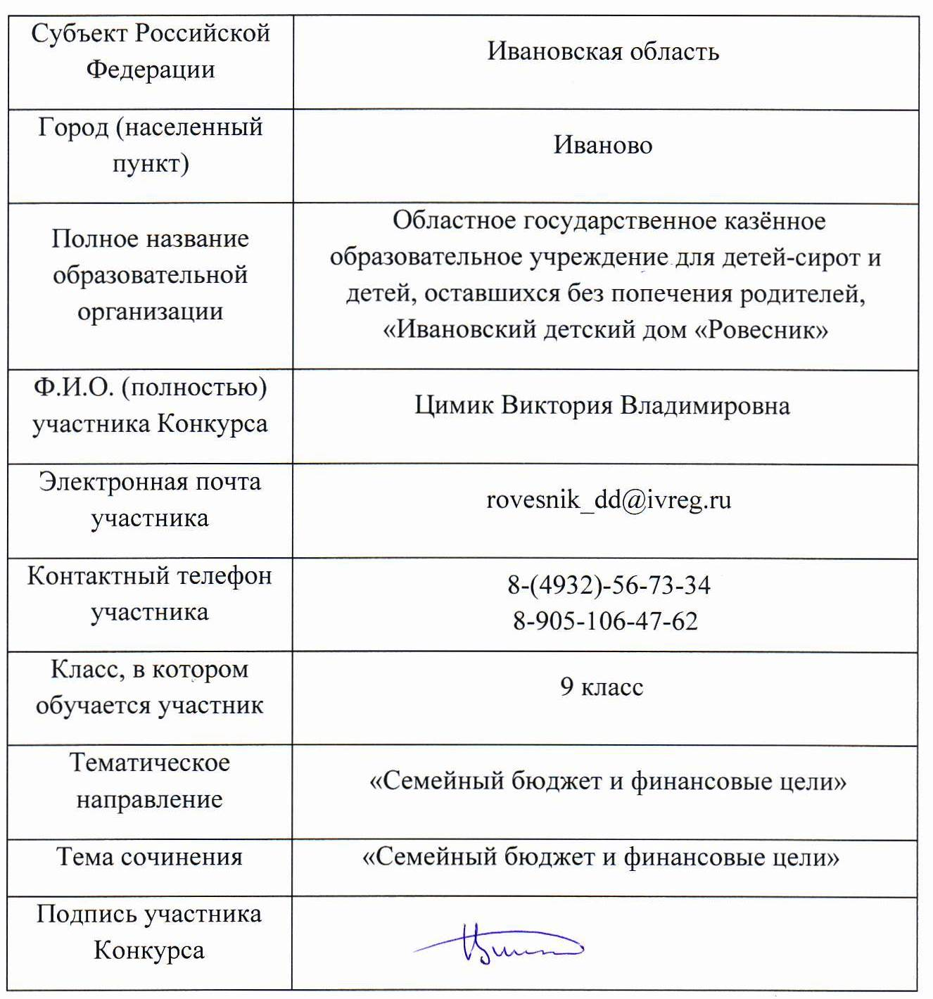 Субъект Российской
Федерации
Ивановская область
Город (населенный
пункт)
Иваново
Полное название
образовательной
организации
Областное государственное казённое
образовательное учреждение для детей-сирот и
детей, оставшихся без попечения родителей,
«Ивановский детский дом «Ровесник»
Ф.И.О. (полностью)
участника Конкурса
Цимик Виктория Владимировна
Электронная почта
участника
rovesnik_dd@ivreg.ru
Контактный телефон
участника
8-(4932)-56-73-34
8-905-106-47-62
Класс, в котором
обучается участник
9 класс
Тематическое
направление
«Семейный бюджет и финансовые цели»
Тема сочинения
«Семейный бюджет и финансовые цели»
Подпись участника
Конкурса